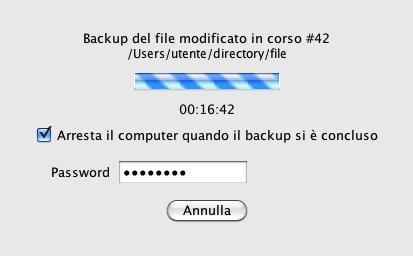 Backup del file modificato in corso #42
/Users/utente/directory/file
00:16:42
Arresta il computer quando il backup si è concluso
Password ●●●●●●●●
Annulla